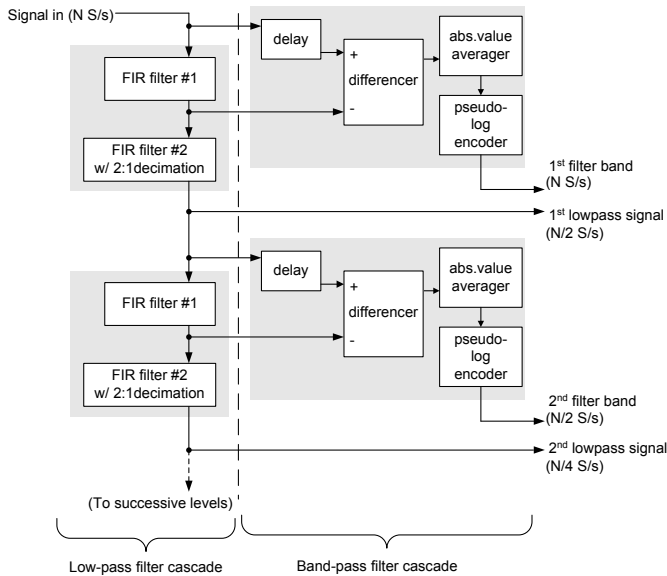 Signal in (N S/s)
delay
abs.value
averager
FIR filter #1
+
differencer
-
pseudo-
log
encoder
FIR filter #2
w/ 2:1decimation
1st filter band
(N S/s)
1st lowpass signal
(N/2 S/s)
delay
abs.value
averager
FIR filter #1
+
differencer
-
pseudo-
log
encoder
FIR filter #2
w/ 2:1decimation
2nd filter band
(N/2 S/s)
2nd lowpass signal
(N/4 S/s)
(To successive levels)
Low-pass filter cascade
Band-pass filter cascade